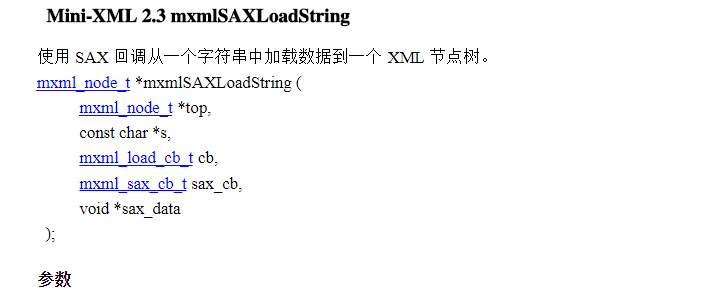 Mini-XML 2.3 mxmlSAXLoadString
使用 SAX 回调从一个字符串中加载数据到一个 XML 节点树。
mxml_node_t *mxmlSAXLoadString (
mxml_node_t *top,
const char *s,
mxml_load_cb_t cb,
mxml_sax_cb_t sax_cb,
void *sax_data
);
参数